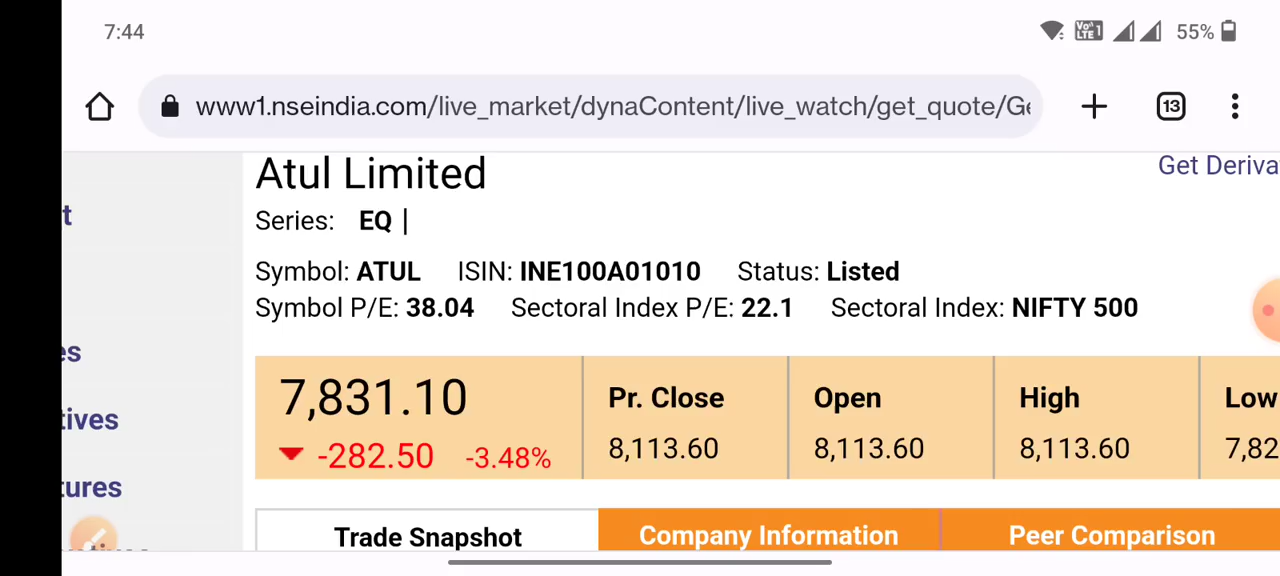 7:44
VoLTE1 55%
www1.nseindia.com/live_market/dynaContent/live_watch/get_quote/Ge
13
Atul Limited
Get Deriva
t
Series: EQ |
Symbol: ATUL ISIN: INE100A01010 Status: Listed
Symbol P/E: 38.04 Sectoral Index P/E: 22.1 Sectoral Index: NIFTY 500
es
7,831.10 Pr. Close Open High Low
tives
-282.50 -3.48% 8,113.60 8,113.60 8,113.60 7,82
tures
Trade Snapshot Company Information Peer Comparison